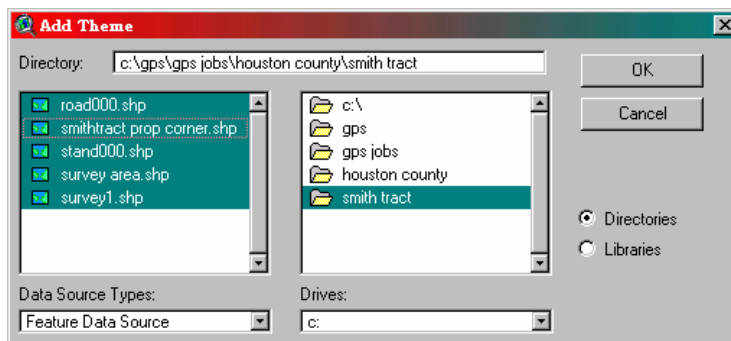 Add Theme
Directory: c:\gps\gps jobs\houston county\smith tract
OK
Cancel
road000.shp
smithtract prop corner.shp
stand000.shp
survey area.shp
survey1.shp
c:\
gps
gps jobs
houston county
smith tract
Directories
Libraries
Data Source Types:
Feature Data Source
Drives:
c: